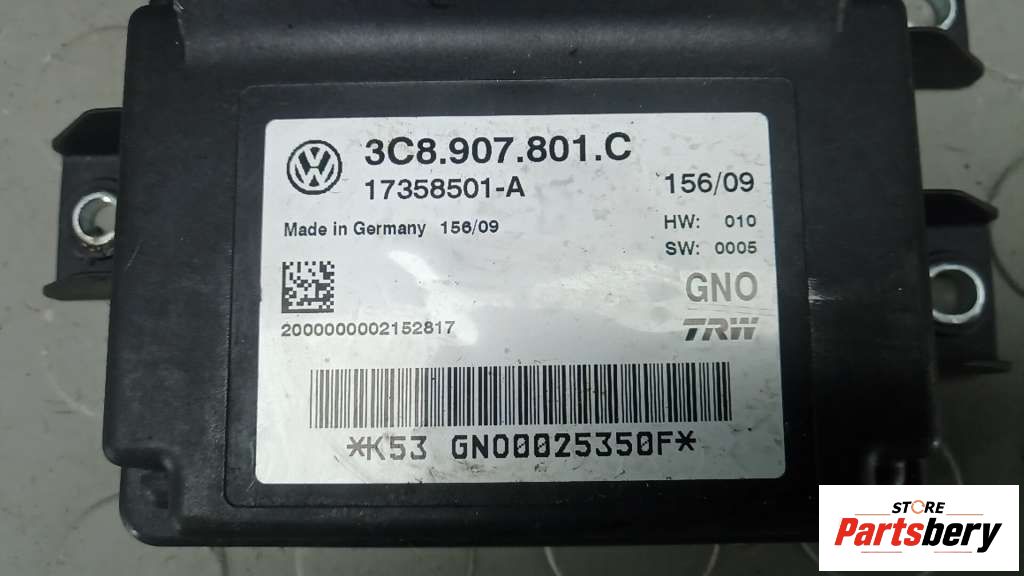 3C8.907.801.C
17358501-A
156/09
Made in Germany 156/09
HW: 010
SW: 0005
GNO
TRW
2000000002152817
*K53 GNO0025350F*
STORE
Partsbery